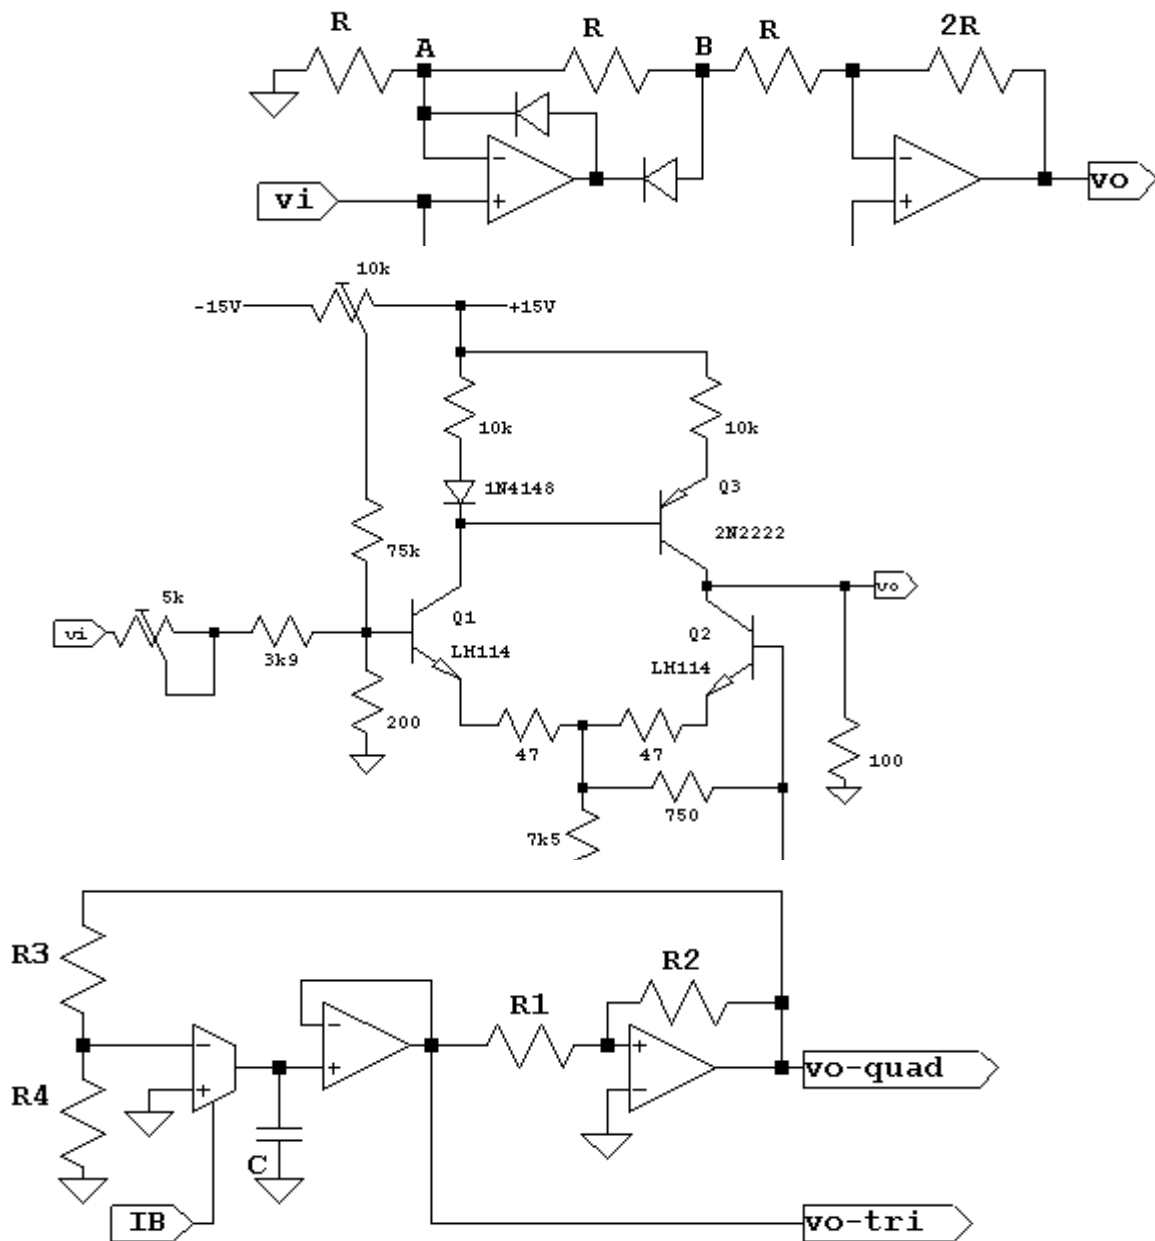 R
A
R
B
R
2R
-
+
vi
-
+
vo
10k
-15V
+15V
10k
10k
1N4148
Q3
2N2222
75k
5k
vi
3k9
Q1
LH114
200
Q2
LH114
vo
47
47
100
750
7k5
R3
R2
R1
-
+
-
+
+
-
vo-quad
R4
C
IB
vo-tri